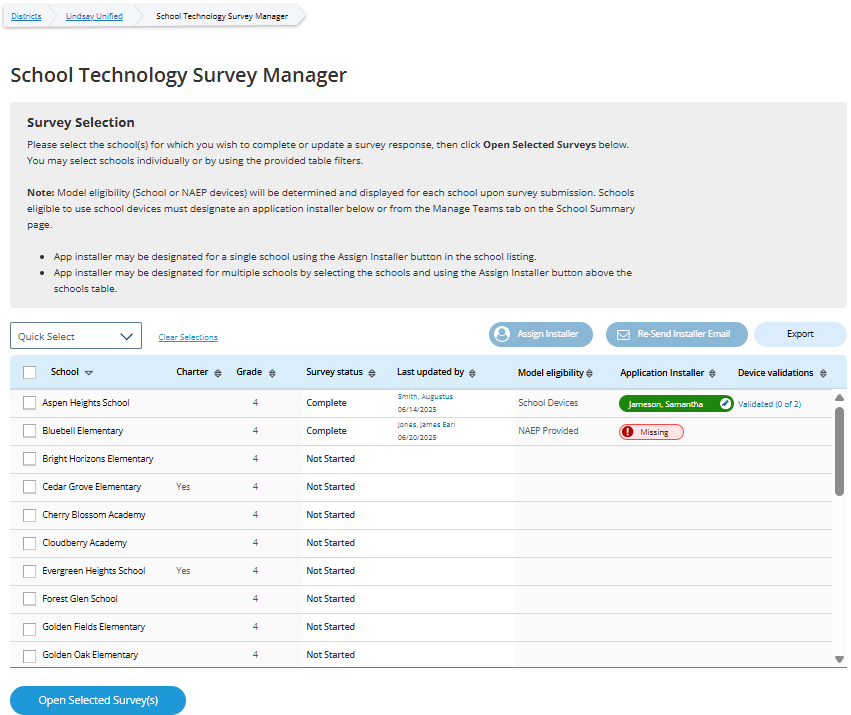 Districts Lindsay Unified School Technology Survey Manager
School Technology Survey Manager
Survey Selection
Please select the school(s) for which you wish to complete or update a survey response, then click Open Selected Surveys below.
You may select schools individually or by using the provided table filters.
Note: Model eligibility (School or NAEP devices) will be determined and displayed for each school upon survey submission. Schools
eligible to use school devices must designate an application installer below or from the Manage Teams tab on the School Summary
page.
• App installer may be designated for a single school using the Assign Installer button in the school listing.
• App installer may be designated for multiple schools by selecting the schools and using the Assign Installer button above the
schools table.
Quick Select Clear Selections Assign Installer Re-Send Installer Email Export
School Charter Grade Survey status Last updated by Model eligibility Application Installer Device validations
Aspen Heights School 4 Complete Smith, Augustus 06/14/2025 School Devices Jameson, Samantha Validated (0 of 2)
Bluebell Elementary 4 Complete Jones, James Earl 06/20/2025 NAEP Provided Missing
Bright Horizons Elementary 4 Not Started
Cedar Grove Elementary Yes 4 Not Started
Cherry Blossom Academy 4 Not Started
Cloudberry Academy 4 Not Started
Evergreen Heights School Yes 4 Not Started
Forest Glen School 4 Not Started
Golden Fields Elementary 4 Not Started
Golden Oak Elementary 4 Not Started
Open Selected Survey(s)